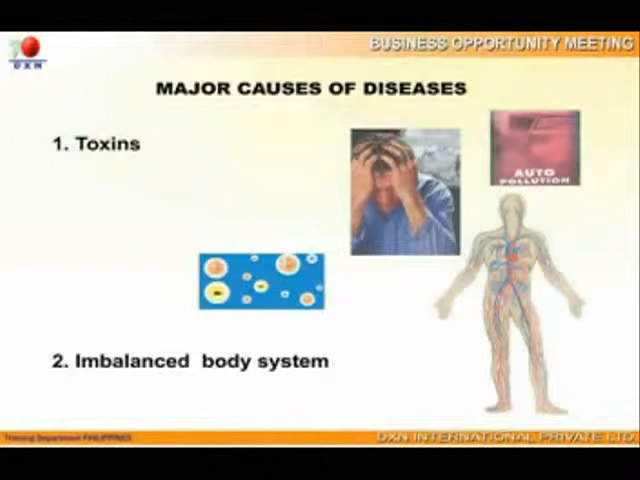 BUSINESS OPPORTUNITY MEETING
DXN
MAJOR CAUSES OF DISEASES
1. Toxins
AUTO
POLLUTION
2. Imbalanced body system
Training Department PHILIPPINES
DXN INTERNATIONAL PRIVATE LTD.